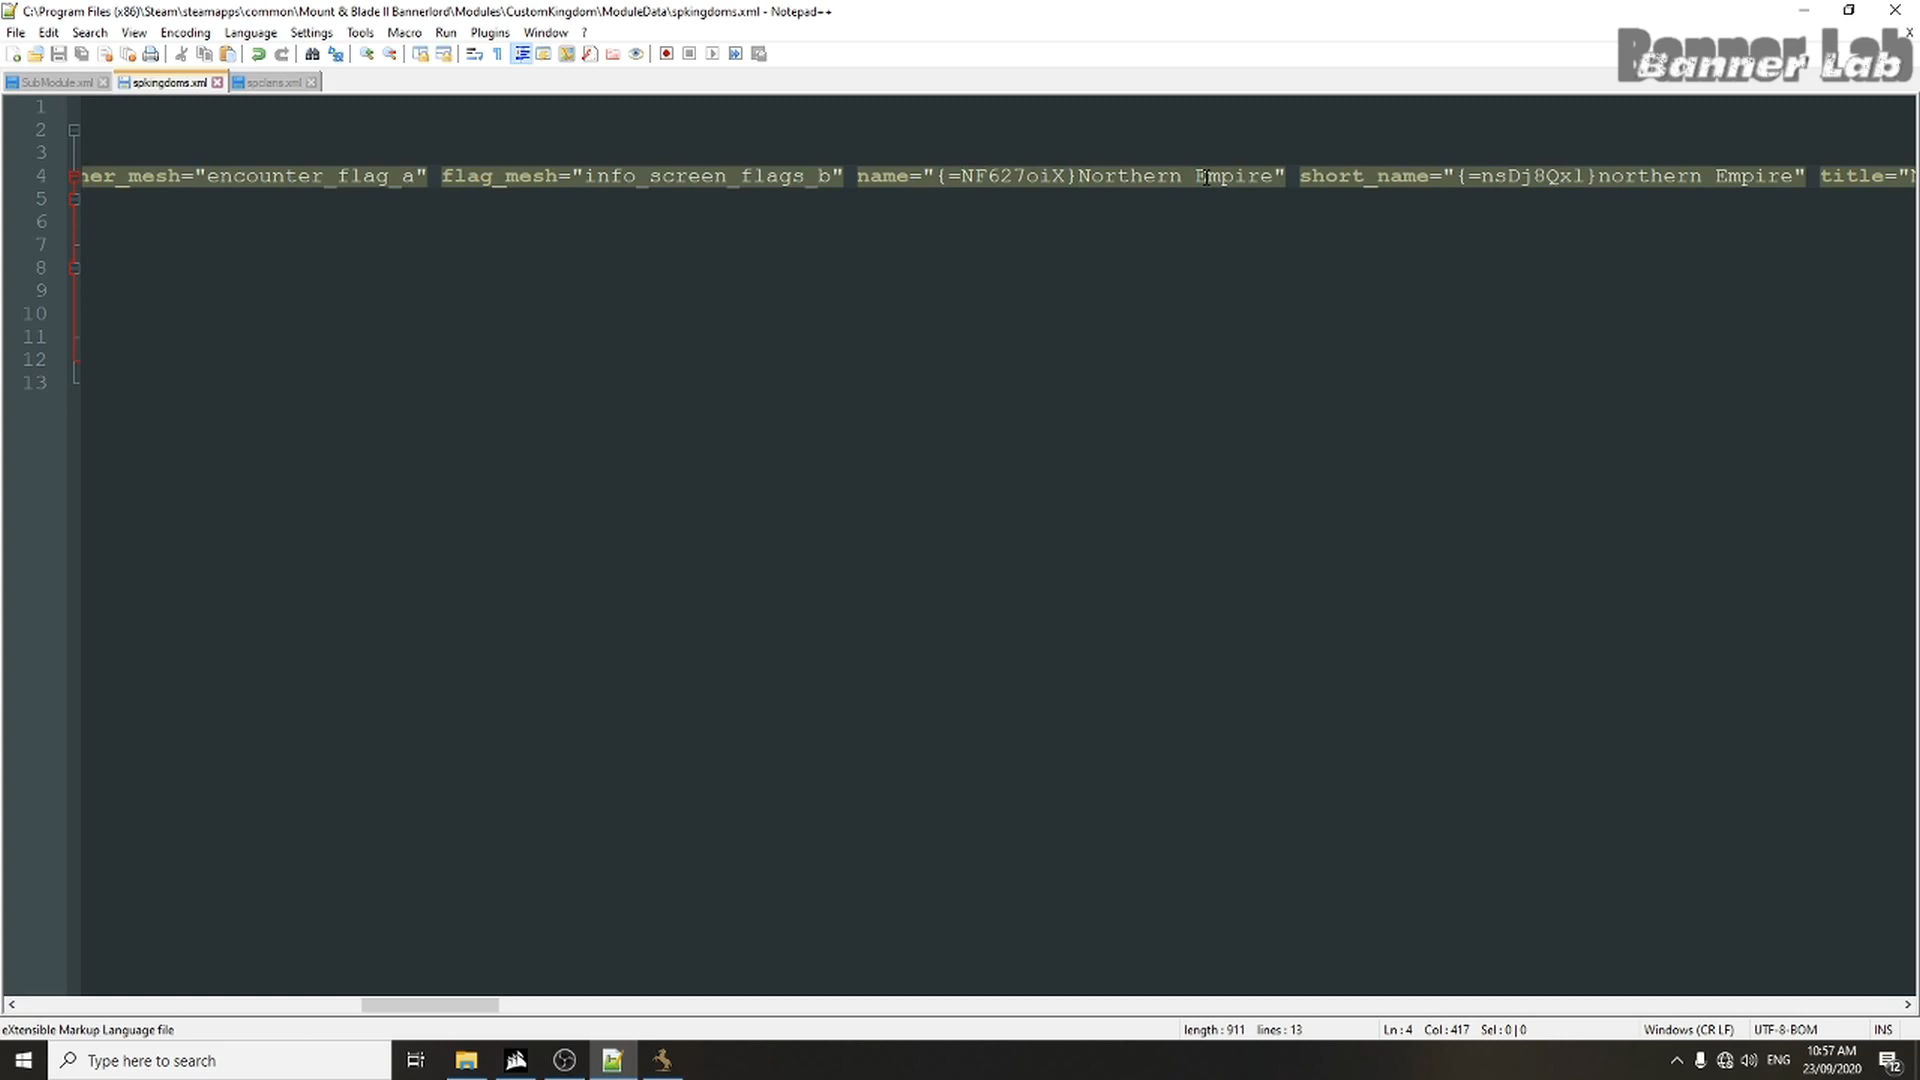 C:\Program Files (x86)\Steam\steamapps\common\Mount & Blade II Bannerlord\Modules\CustomKingdom\ModuleData\spkingdoms.xml - Notepad++
File Edit Search View Encoding Language Settings Tools Macro Run Plugins Window ?
Banner Lab
SubModule.xml spkingdoms.xml spclans.xml
1
2
3
4 ner_mesh="encounter_flag_a" flag_mesh="info_screen_flags_b" name="{=NF627oiX}Northern Empire" short_name="{=nsDj8Qxl}northern Empire" title="N
5
6
7
8
9
10
11
12
13
eXtensible Markup Language file length : 911 lines : 13 Ln : 4 Col : 417 Sel : 0 | 0 Windows (CR LF) UTF-8-BOM INS
Type here to search ENG 10:57 AM 23/09/2020 12